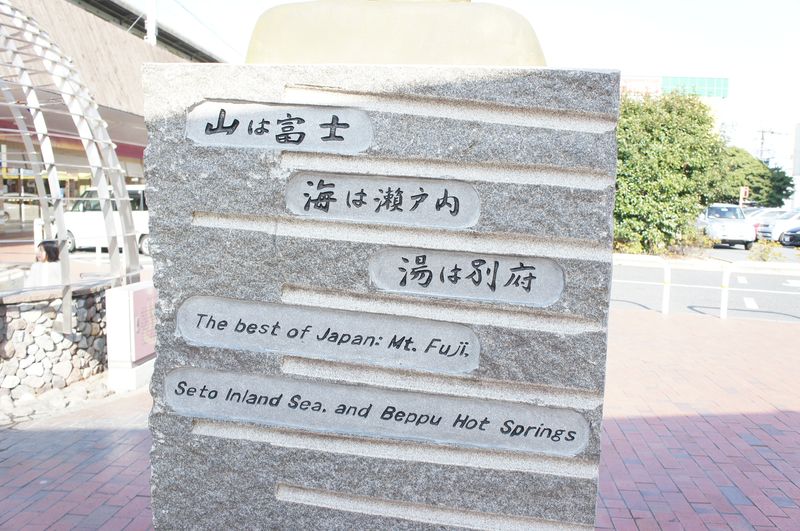 山は富士
海は瀬戸内
湯は別府
The best of Japan: Mt. Fuji,
Seto Inland Sea, and Beppu Hot Springs